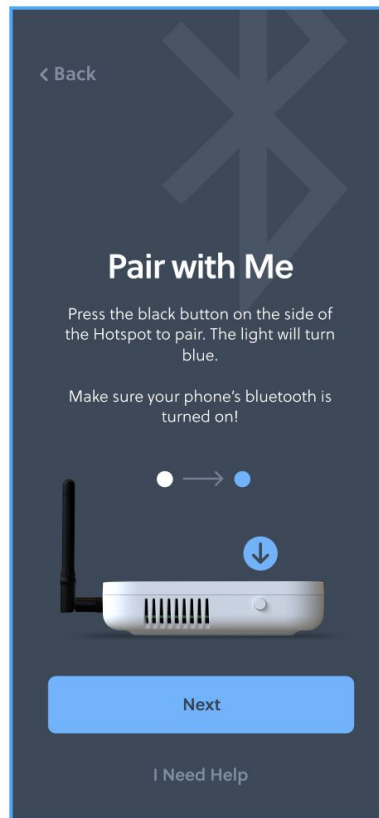 < Back
Pair with Me
Press the black button on the side of
the Hotspot to pair. The light will turn
blue.
Make sure your phone’s bluetooth is
turned on!
Next
I Need Help